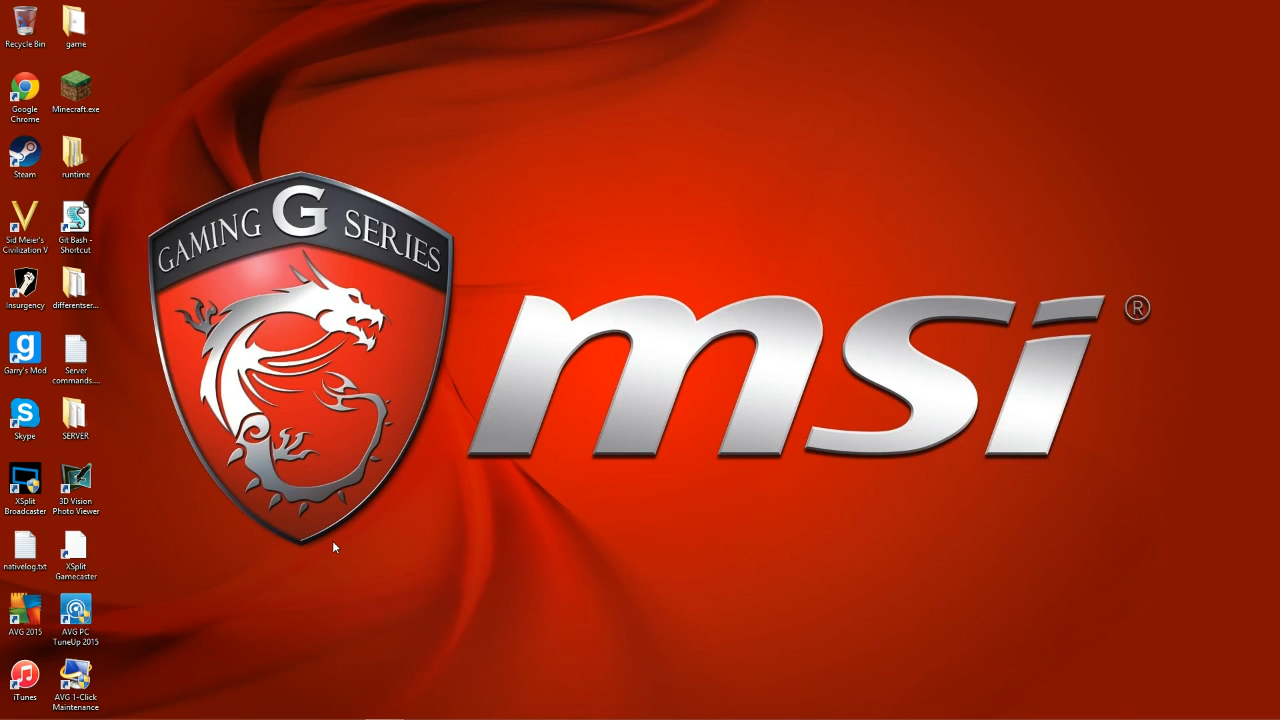 Recycle Bin
game
Google
Chrome
Minecraft.exe
Steam
runtime
Sid Meier's
Civilization V
Git Bash -
Shortcut
Insurgency
differentser...
Garry's Mod
Server
commands....
Skype
SERVER
XSplit
Broadcaster
3D Vision
Photo Viewer
nativelog.txt
XSplit
Gamecaster
AVG 2015
AVG PC
TuneUp 2015
iTunes
AVG 1-Click
Maintenance
GAMING G SERIES
msi ®